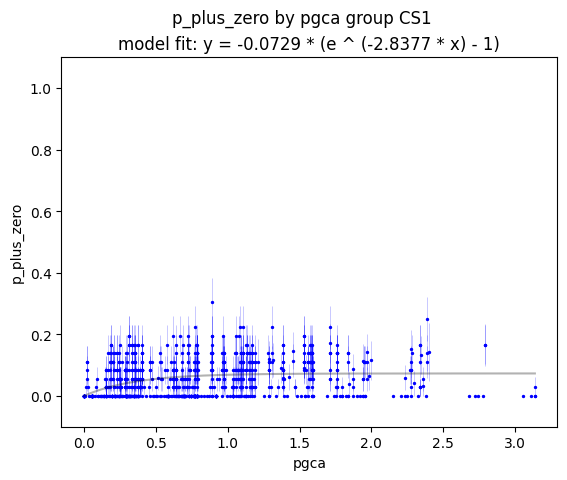 p_plus_zero by pgca group CS1
model fit: y = -0.0729 * (e ^ (-2.8377 * x) - 1)
1.0
0.8
0.6
0.4
0.2
0.0
p_plus_zero
0.0 0.5 1.0 1.5 2.0 2.5 3.0
pgca